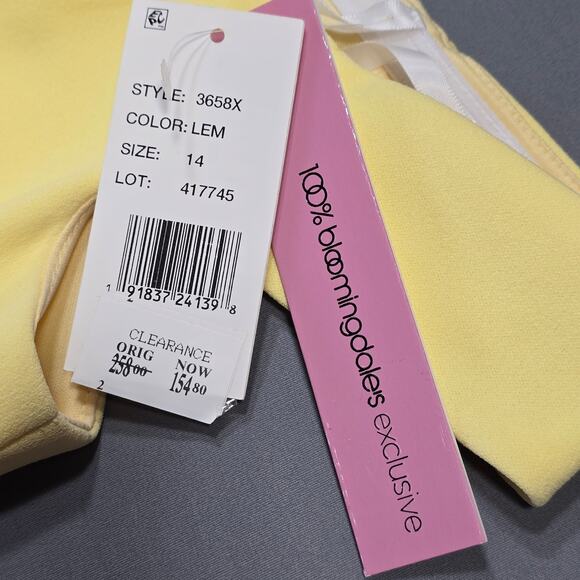 STYLE: 3658X
COLOR: LEM
SIZE: 14
LOT: 417745
1 91837 24139 8
2
CLEARANCE
ORIG NOW
258 00 154 80
2
100% bloomingdale's exclusive